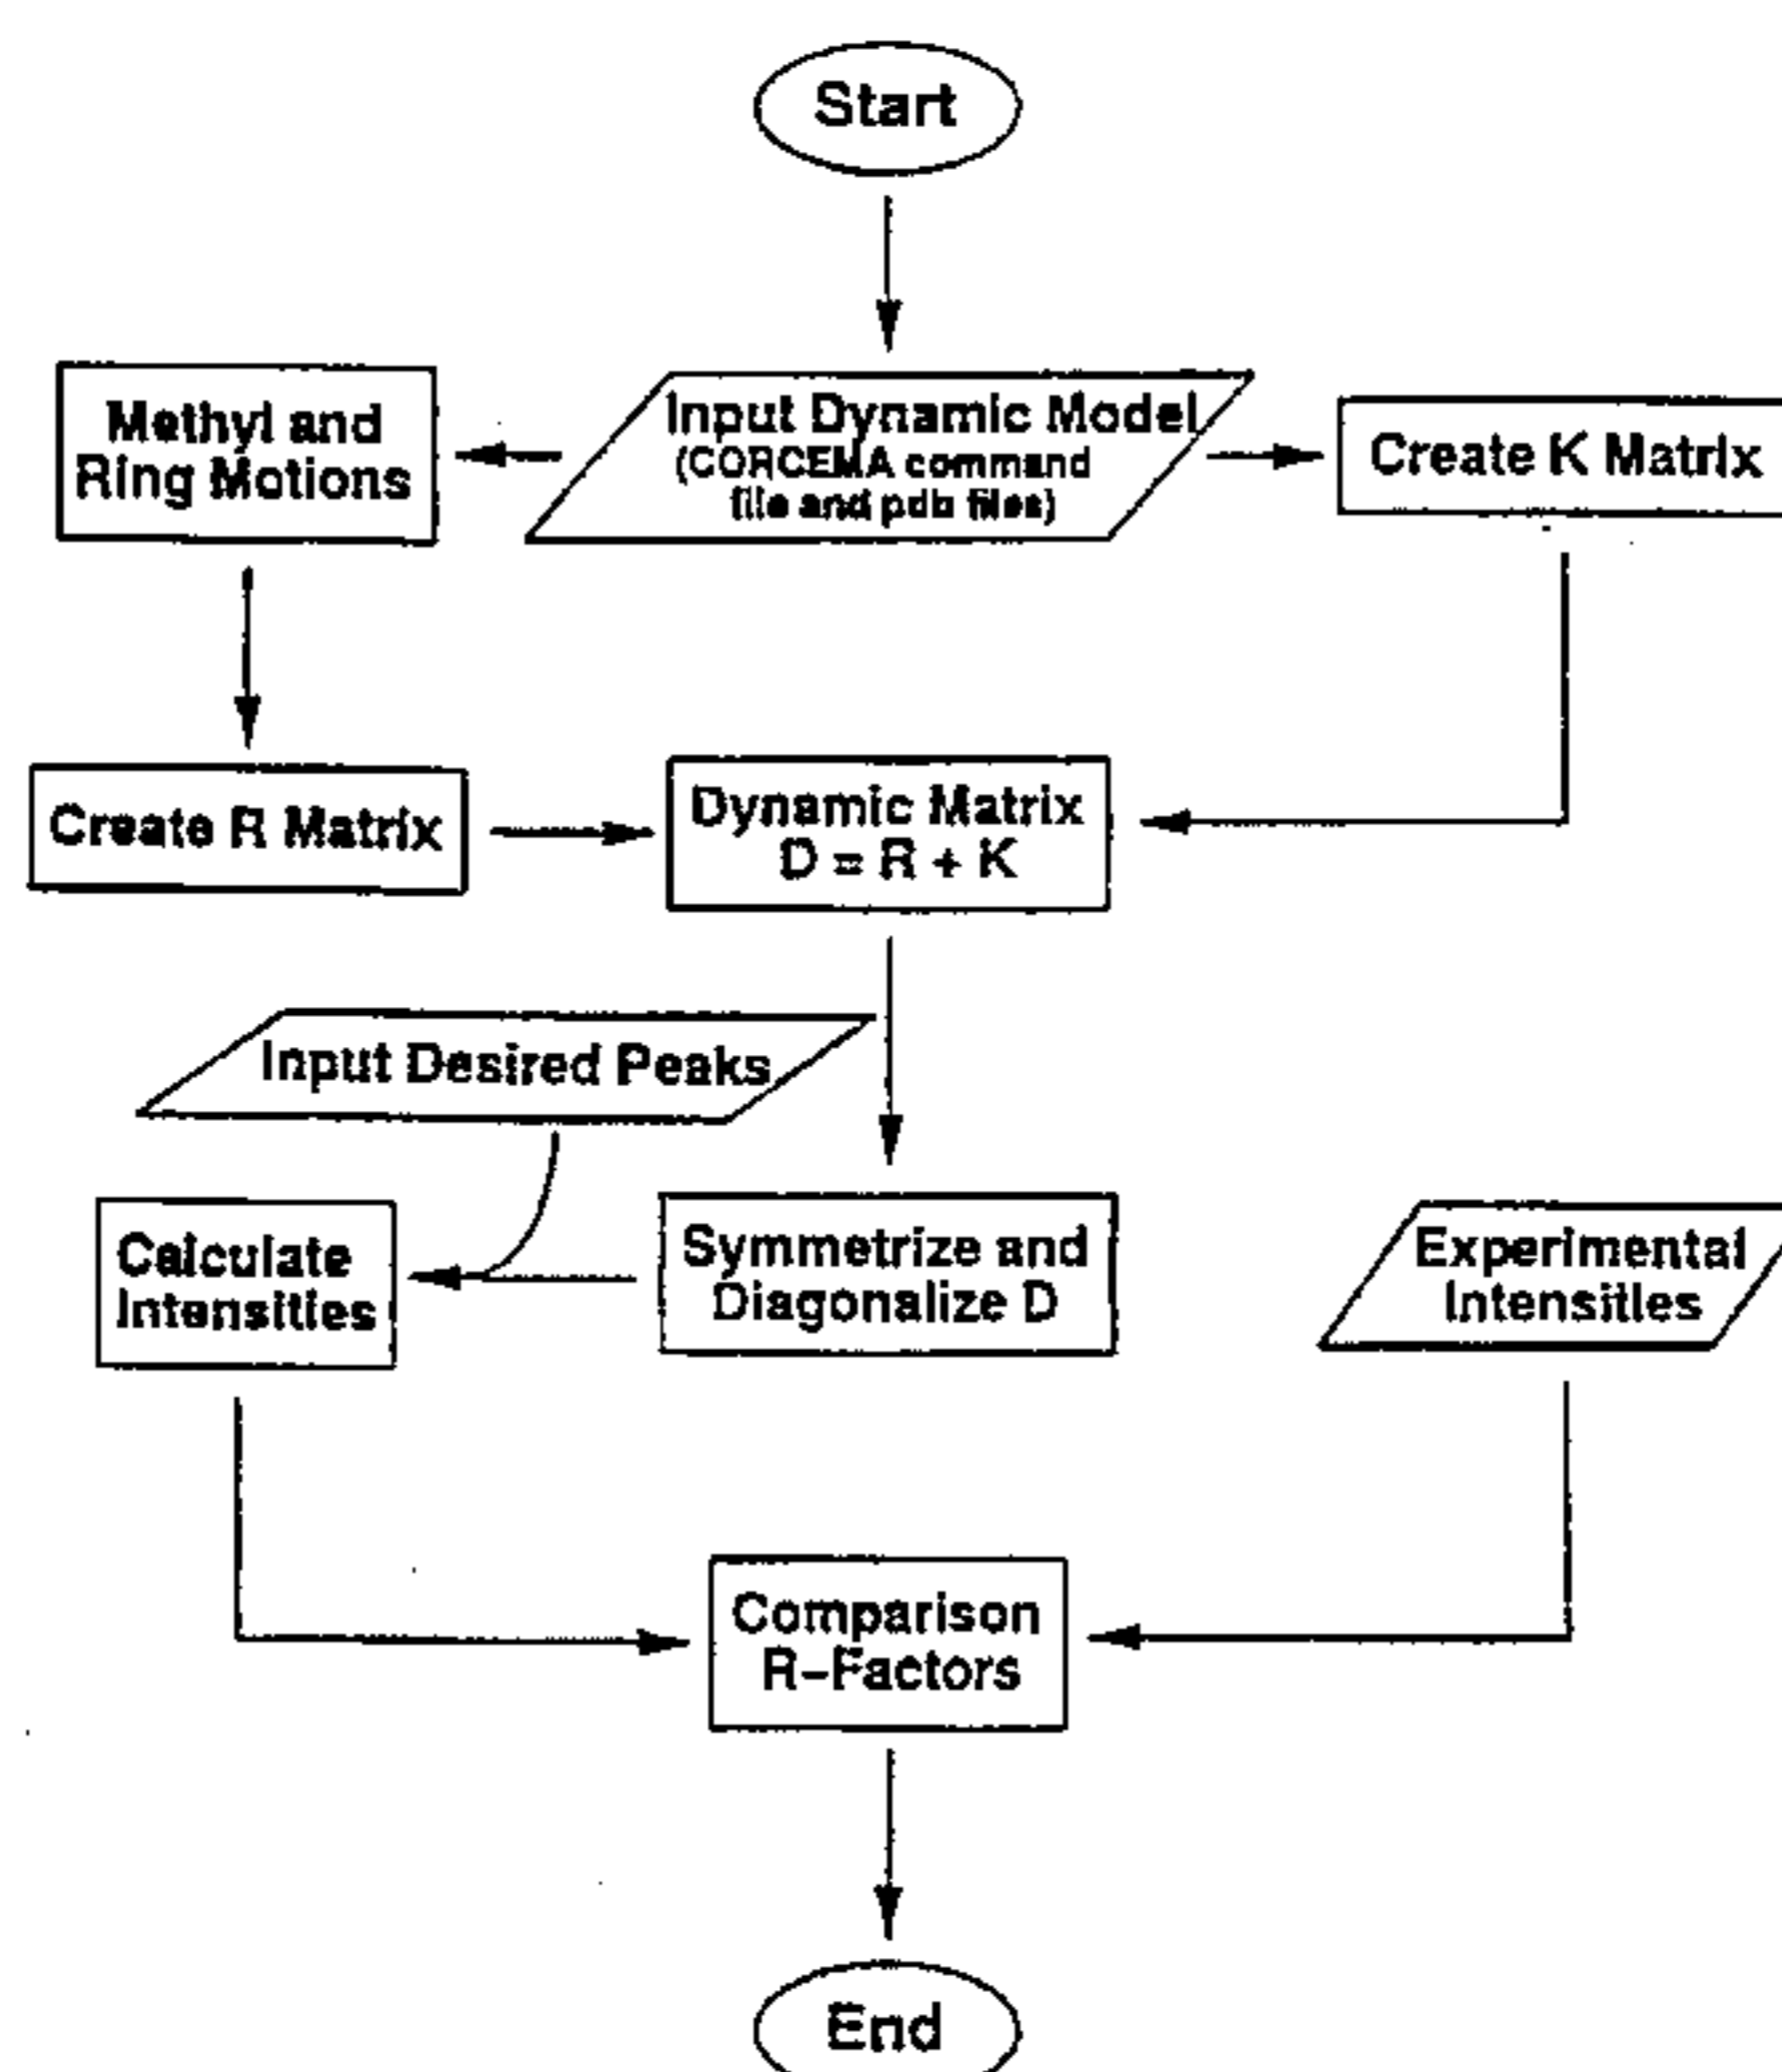 Start
Methyl and
Ring Motions
Input Dynamic Model
(CORCEMA command
file and pdb files)
Create K Matrix
Create R Matrix
Dynamic Matrix
D = R + K
Input Desired Peaks
Calculate
Intensities
Symmetrize and
Diagonalize D
Experimental
Intensities
Comparison
R-Factors
End